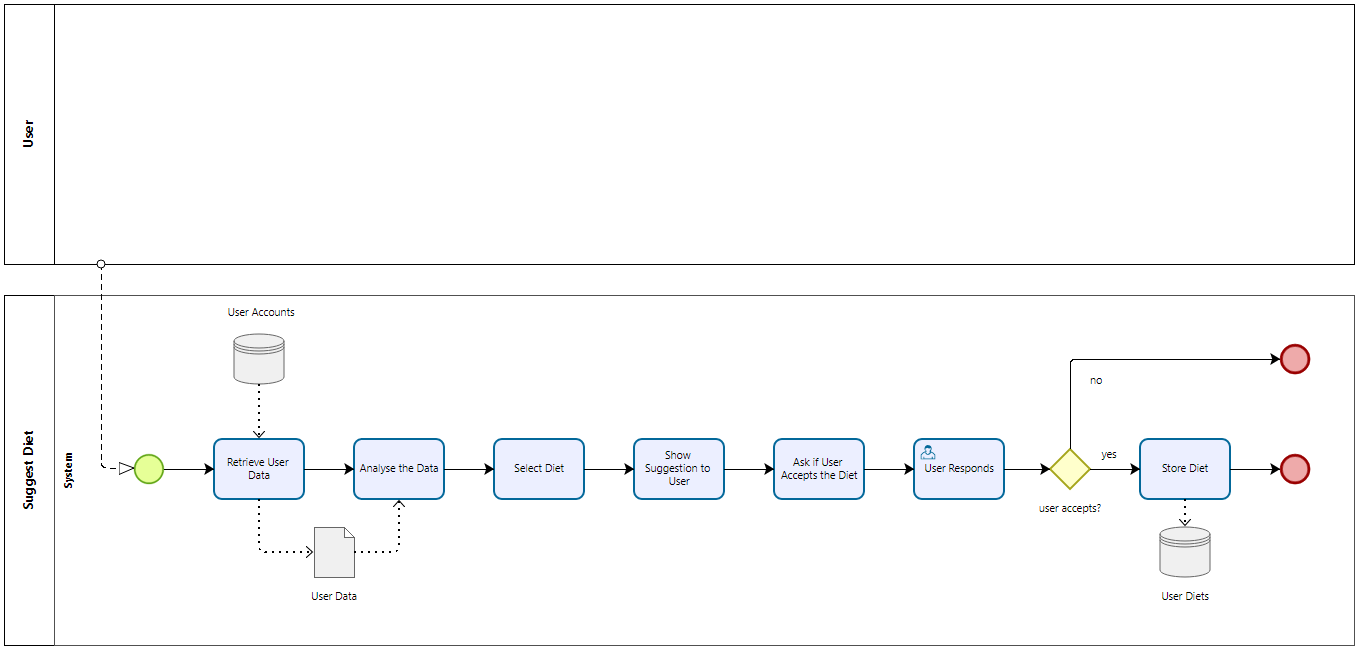 User
Suggest Diet
System
User Accounts
Retrieve User
Data
Analyse the Data
User Data
Select Diet
Show
Suggestion to
User
Ask if User
Accepts the Diet
User Responds
user accepts?
no
yes
Store Diet
User Diets